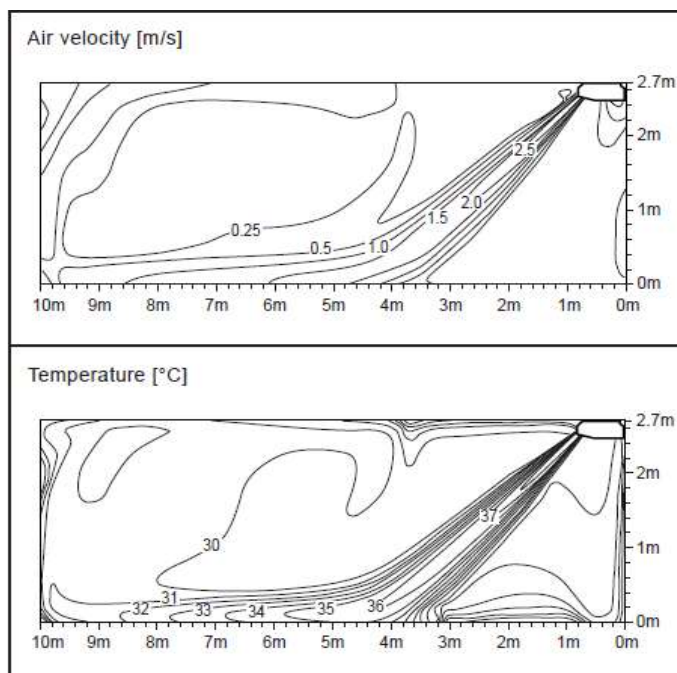 Air velocity [m/s]
2.7m
2m
2.5
2.0
1m
1.5
0.25
0.5
1.0
0m
10m 9m 8m 7m 6m 5m 4m 3m 2m 1m 0m
Temperature [°C]
2.7m
2m
37
30
1m
31
32 33 34 35 36
0m
10m 9m 8m 7m 6m 5m 4m 3m 2m 1m 0m